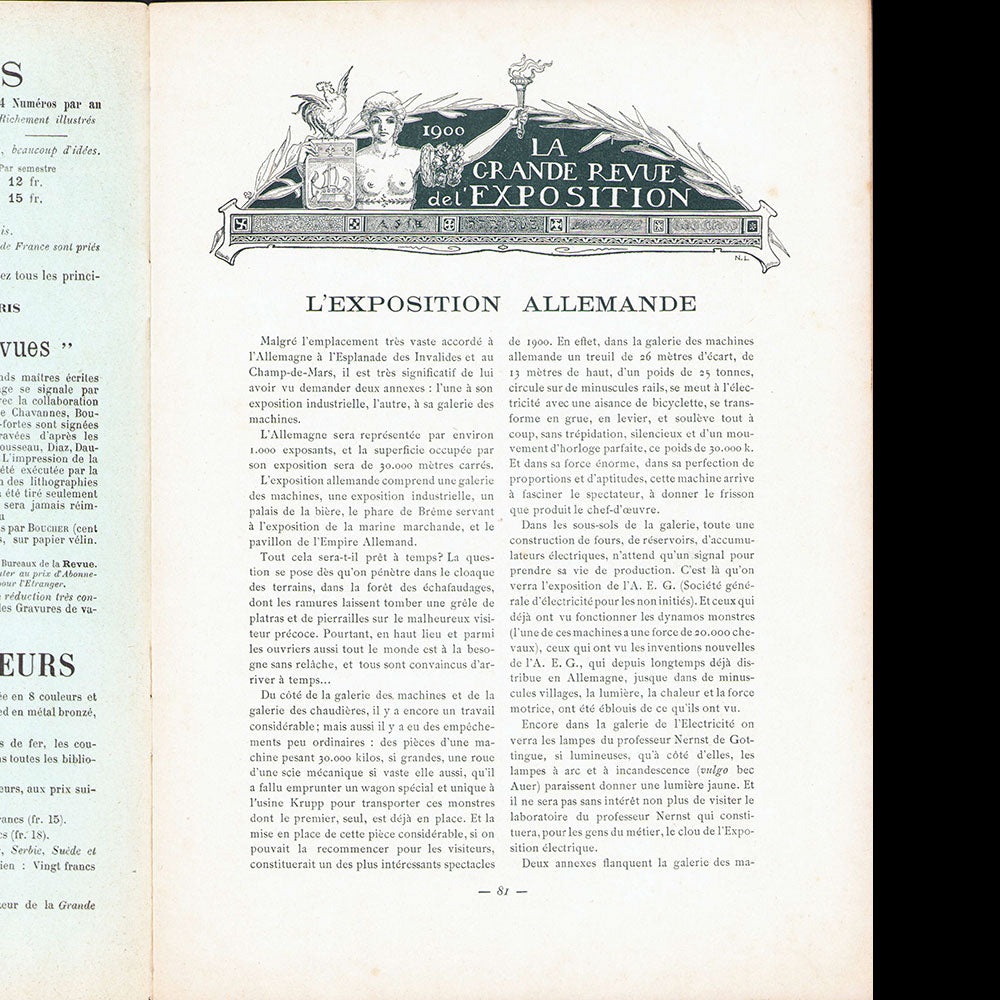 S
4 Numéros par an
Richement illustrés
, beaucoup d'idées.
Par semestre
12 fr.
15 fr.
is.
de France sont priés
ez tous les princi-
RIS
vues "
nds maîtres écrites
ge se signale par
ec la collaboration
e Chavannes, Bou-
-fortes sont signées
ravées d'après les
ousseau, Diaz, Dau-
L'impression de la
été exécutée par la
n des lithographies
été tiré seulement
sera jamais réim-
u
s par BOUCHER (cent
s, sur papier vélin.
Bureaux de la Revue.
uter au prix d'Abonne-
pour l'Etranger.
réduction très con-
les Gravures de va-
EURS
ée en 8 couleurs et
ed en métal bronzé,
s de fer, les cou-
ns toutes les biblio-
eurs, aux prix sui-
ancs (fr. 15).
cs (fr. 18).
, Serbie, Suède et
ien : Vingt francs
eur de la Grande
1900
LA
GRANDE REVUE
de l'EXPOSITION
ASIE
N.L.
L'EXPOSITION ALLEMANDE
Malgré l'emplacement très vaste accordé à
l'Allemagne à l'Esplanade des Invalides et au
Champ-de-Mars, il est très significatif de lui
avoir vu demander deux annexes : l'une à son
exposition industrielle, l'autre, à sa galerie des
machines.
L'Allemagne sera représentée par environ
1.000 exposants, et la superficie occupée par
son exposition sera de 30.000 mètres carrés.
L'exposition allemande comprend une galerie
des machines, une exposition industrielle, un
palais de la bière, le phare de Brême servant
à l'exposition de la marine marchande, et le
pavillon de l'Empire Allemand.
Tout cela sera-t-il prêt à temps? La ques-
tion se pose dès qu'on pénètre dans le cloaque
des terrains, dans la forêt des échafaudages,
dont les ramures laissent tomber une grêle de
platras et de pierrailles sur le malheureux visi-
teur précoce. Pourtant, en haut lieu et parmi
les ouvriers aussi tout le monde est à la beso-
gne sans relâche, et tous sont convaincus d'ar-
river à temps...
Du côté de la galerie des machines et de la
galerie des chaudières, il y a encore un travail
considérable; mais aussi il y a eu des empêche-
ments peu ordinaires : des pièces d'une ma-
chine pesant 30.000 kilos, si grandes, une roue
d'une scie mécanique si vaste elle aussi, qu'il
a fallu emprunter un wagon spécial et unique à
l'usine Krupp pour transporter ces monstres
dont le premier, seul, est déjà en place. Et la
mise en place de cette pièce considérable, si on
pouvait la recommencer pour les visiteurs,
constituerait un des plus intéressants spectacles
de 1900. En effet, dans la galerie des machines
allemande un treuil de 26 mètres d'écart, de
13 mètres de haut, d'un poids de 25 tonnes,
circule sur de minuscules rails, se meut à l'élec-
tricité avec une aisance de bicyclette, se trans-
forme en grue, en levier, et soulève tout à
coup, sans trépidation, silencieux et d'un mou-
vement d'horloge parfaite, ce poids de 30.000 k.
Et dans sa force énorme, dans sa perfection de
proportions et d'aptitudes, cette machine arrive
à fasciner le spectateur, à donner le frisson
que produit le chef-d'œuvre.
Dans les sous-sols de la galerie, toute une
construction de fours, de réservoirs, d'accumu-
lateurs électriques, n'attend qu'un signal pour
prendre sa vie de production. C'est là qu'on
verra l'exposition de l'A. E. G. (Société géné-
rale d'électricité pour les non initiés). Et ceux qui
déjà ont vu fonctionner les dynamos monstres
(l'une de ces machines a une force de 20.000 che-
vaux), ceux qui ont vu les inventions nouvelles
de l'A. E. G., qui depuis longtemps déjà dis-
tribue en Allemagne, jusque dans de minus-
cules villages, la lumière, la chaleur et la force
motrice, ont été éblouis de ce qu'ils ont vu.
Encore dans la galerie de l'Electricité on
verra les lampes du professeur Nernst de Got-
tingue, si lumineuses, qu'à côté d'elles, les
lampes à arc et à incandescence (vulgo bec
Auer) paraissent donner une lumière jaune. Et
il ne sera pas sans intérêt non plus de visiter le
laboratoire du professeur Nernst qui consti-
tuera, pour les gens du métier, le clou de l'Expo-
sition électrique.
Deux annexes flanquent la galerie des ma-
— 81 —